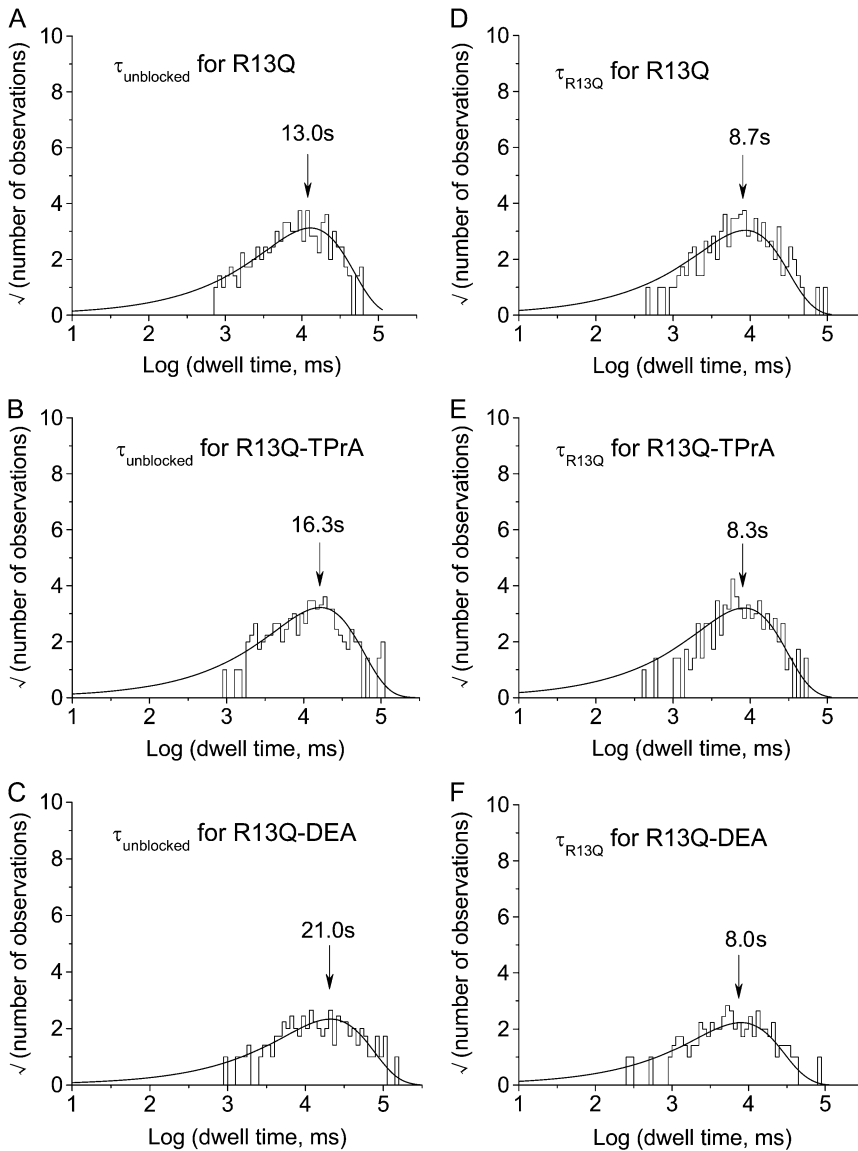 A
τunblocked for R13Q
13.0s
√ (number of observations)
10
8
6
4
2
0
1 2 3 4 5
Log (dwell time, ms)
D
τR13Q for R13Q
8.7s
√ (number of observations)
10
8
6
4
2
0
1 2 3 4 5
Log (dwell time, ms)
B
τunblocked for R13Q-TPrA
16.3s
√ (number of observations)
10
8
6
4
2
0
1 2 3 4 5
Log (dwell time, ms)
E
τR13Q for R13Q-TPrA
8.3s
√ (number of observations)
10
8
6
4
2
0
1 2 3 4 5
Log (dwell time, ms)
C
τunblocked for R13Q-DEA
21.0s
√ (number of observations)
10
8
6
4
2
0
1 2 3 4 5
Log (dwell time, ms)
F
τR13Q for R13Q-DEA
8.0s
√ (number of observations)
10
8
6
4
2
0
1 2 3 4 5
Log (dwell time, ms)